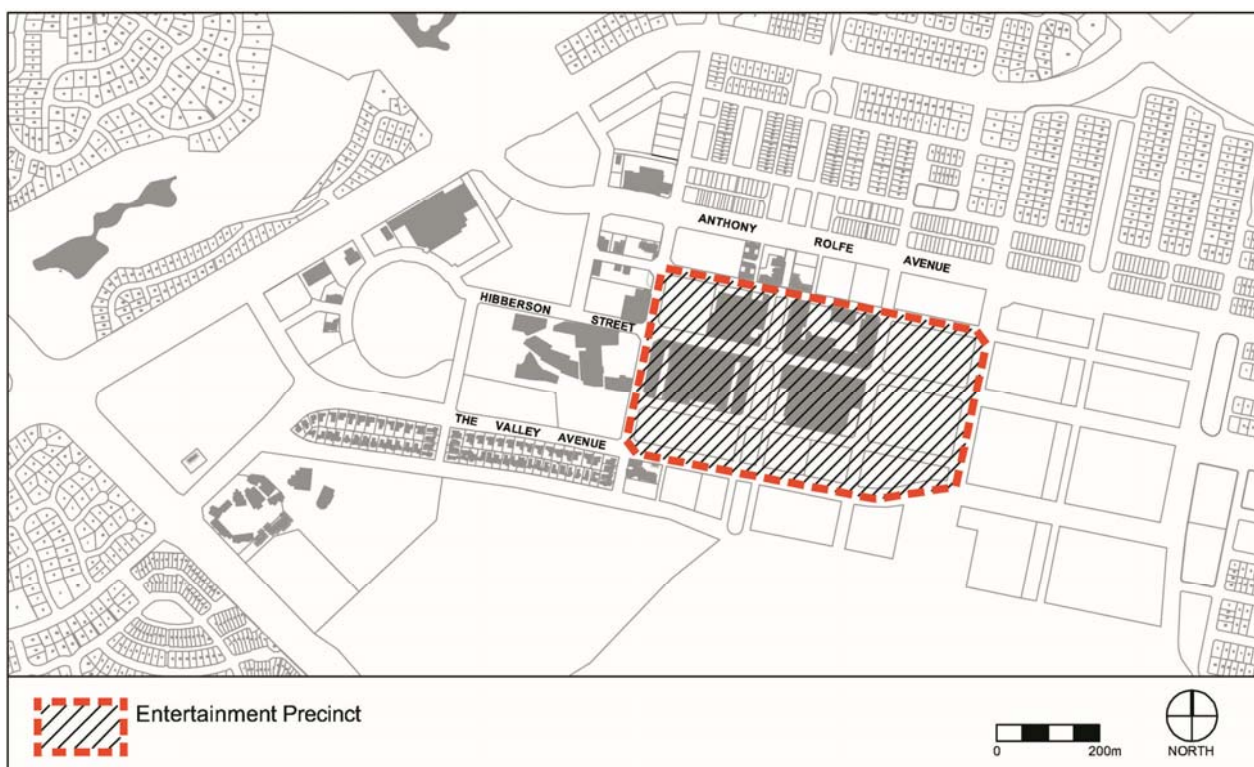 ANTHONY ROLFE AVENUE
HIBBERSON STREET
THE VALLEY AVENUE
Entertainment Precinct
0 200m
NORTH